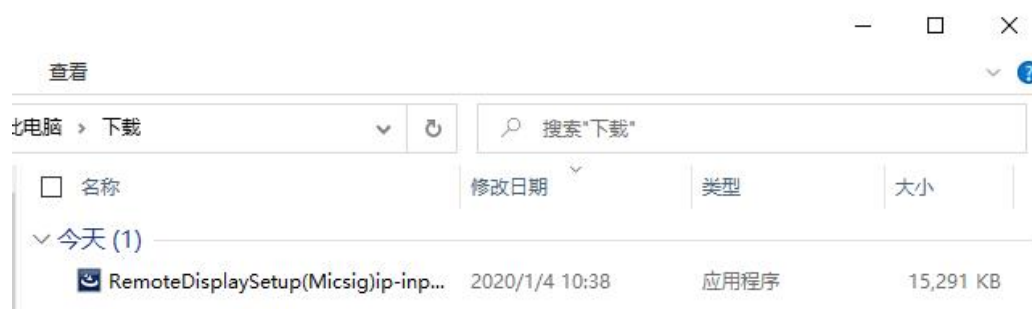 查看
此电脑 > 下载
搜索"下载"
名称 修改日期 类型 大小
今天 (1)
RemoteDisplaySetup(Micsig)ip-inp... 2020/1/4 10:38 应用程序 15,291 KB